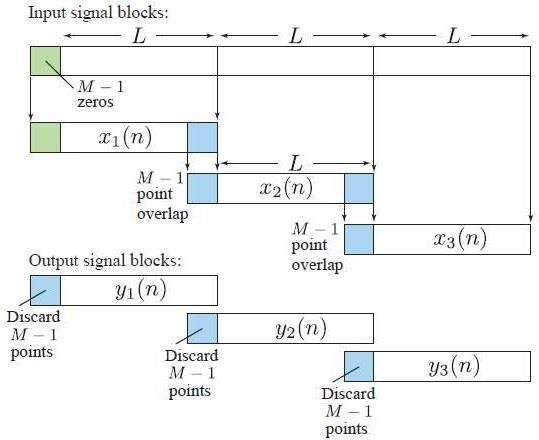 Input signal blocks:
L L L
M − 1
zeros
x₁(n)
L
M − 1
point
overlap
x₂(n)
M − 1
point
overlap
x₃(n)
Output signal blocks:
y₁(n)
Discard
M − 1
points
y₂(n)
Discard
M − 1
points
y₃(n)
Discard
M − 1
points